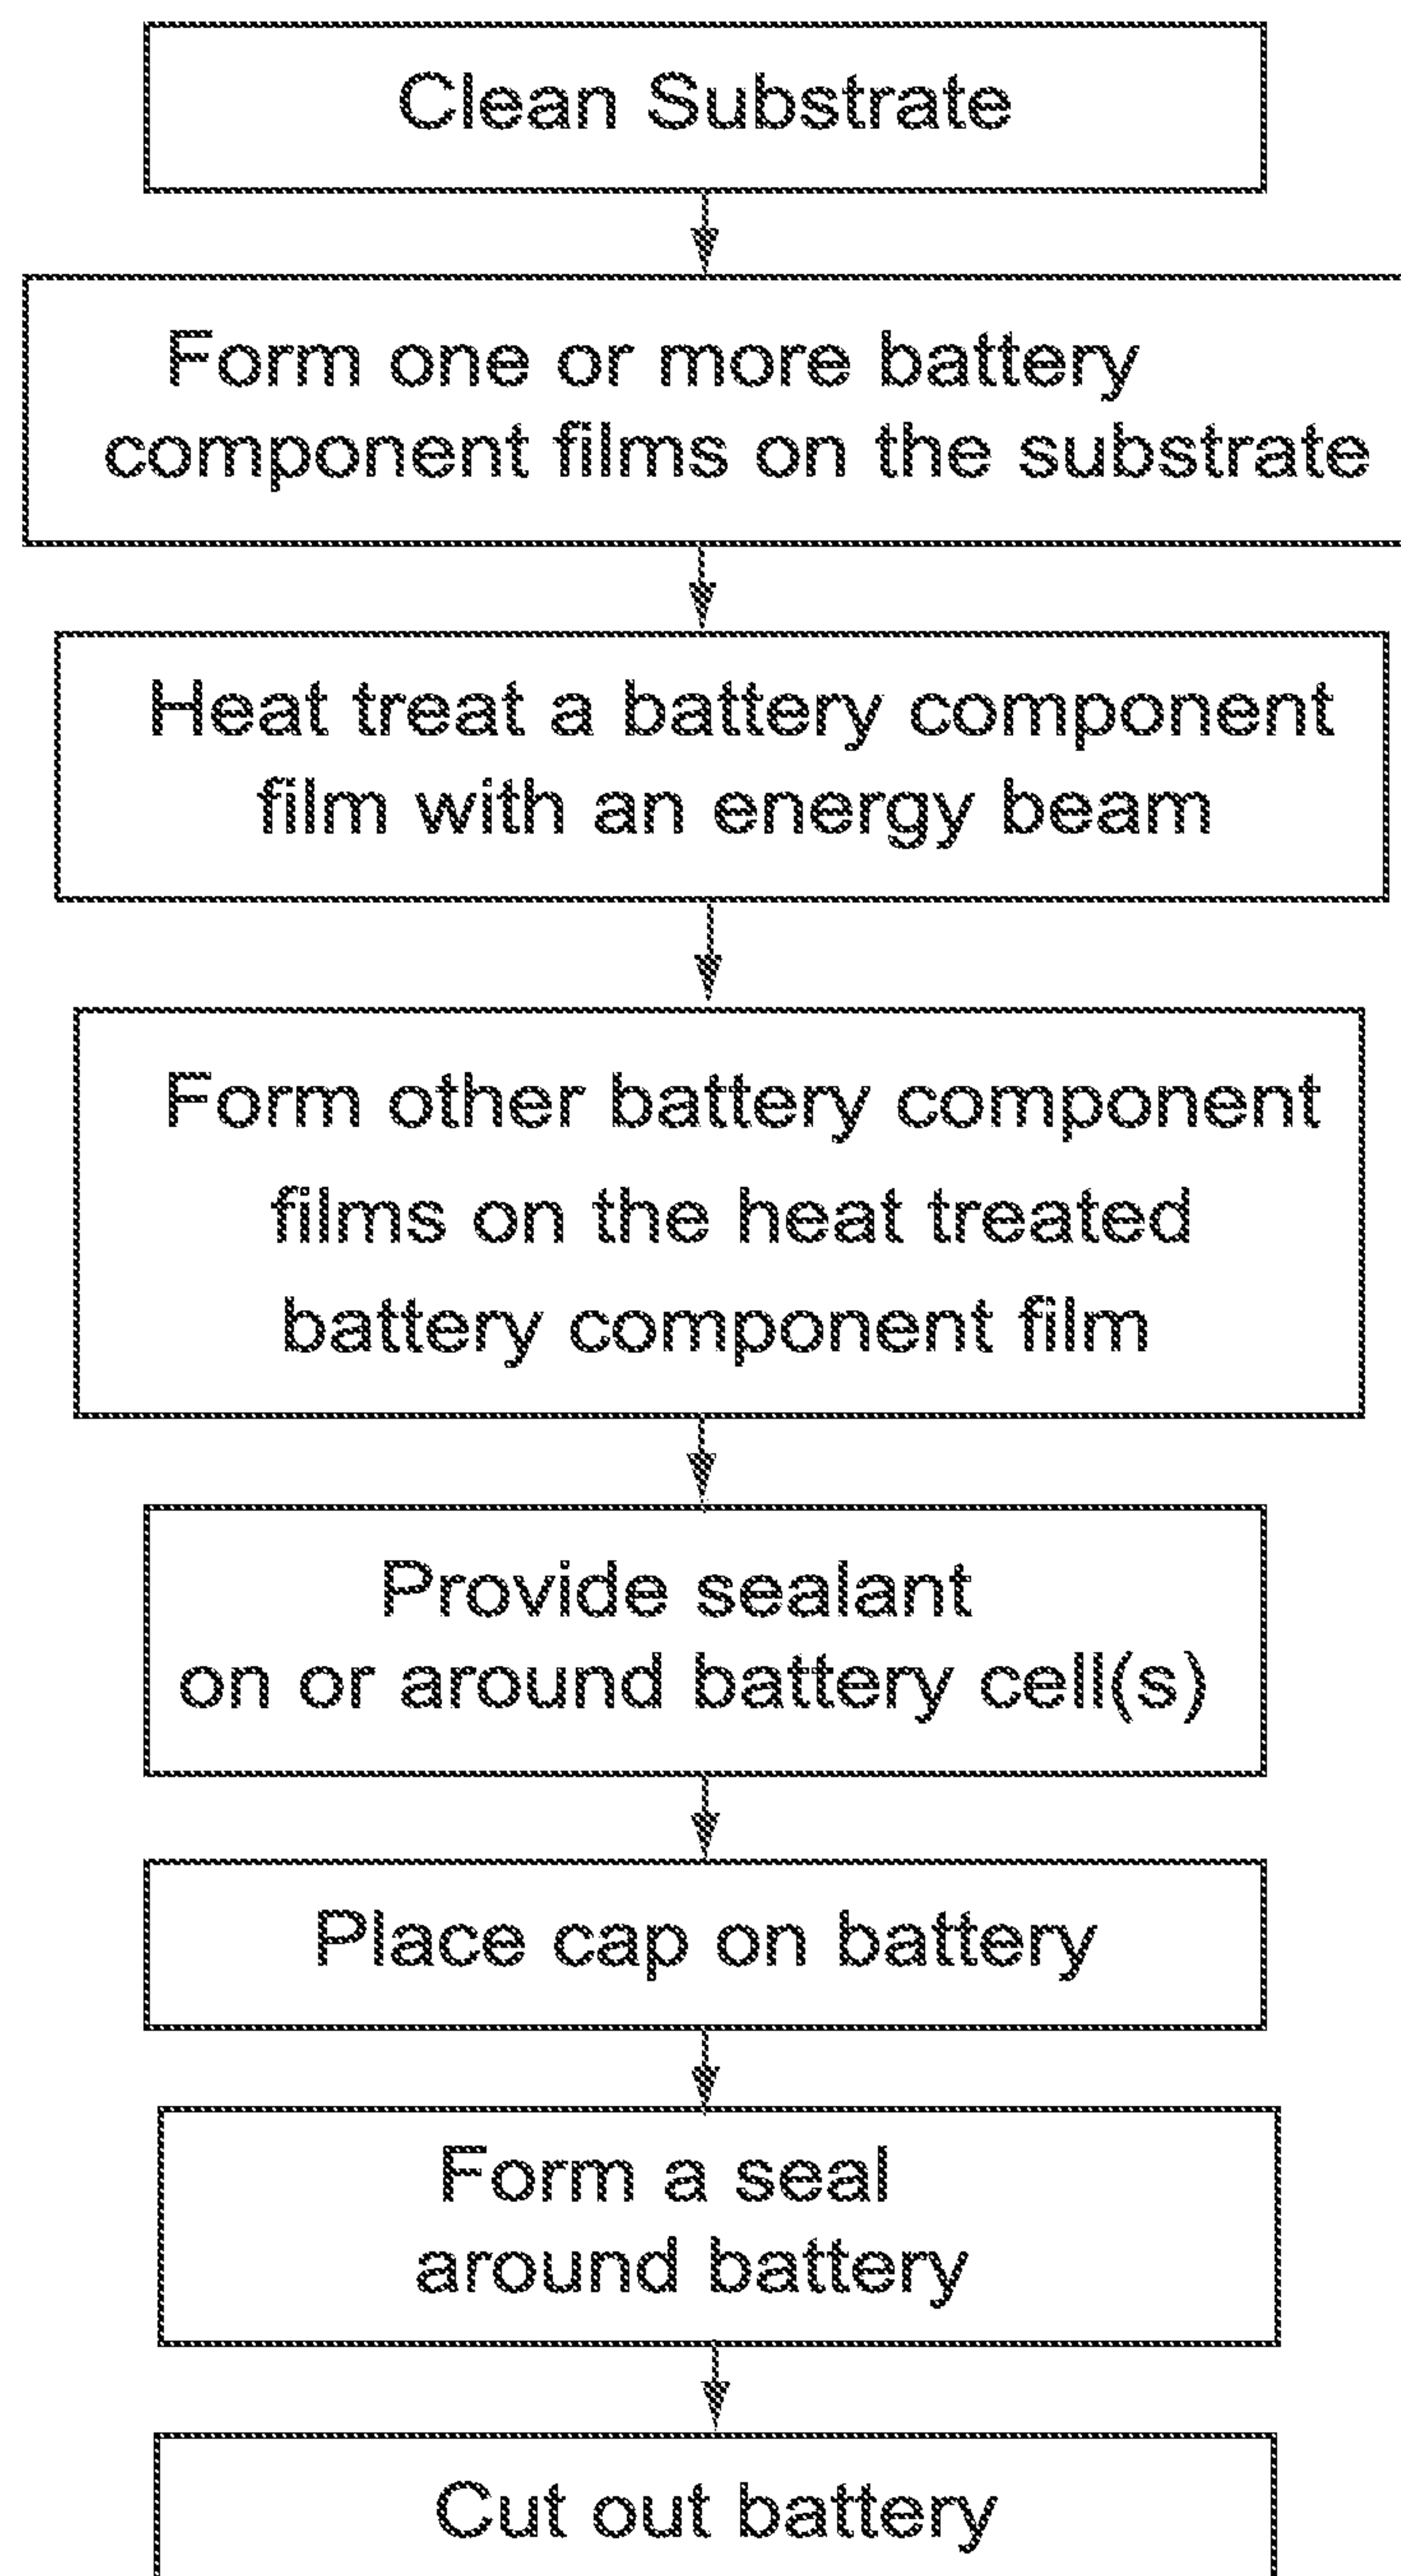 Clean Substrate
Form one or more battery
component films on the substrate
Heat treat a battery component
film with an energy beam
Form other battery component
films on the heat treated
battery component film
Provide sealant
on or around battery cell(s)
Place cap on battery
Form a seal
around battery
Cut out battery